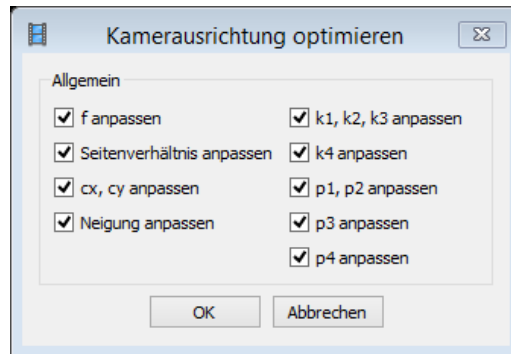 Kamerausrichtung optimieren
Allgemein
f anpassen
Seitenverhältnis anpassen
cx, cy anpassen
Neigung anpassen
k1, k2, k3 anpassen
k4 anpassen
p1, p2 anpassen
p3 anpassen
p4 anpassen
OK
Abbrechen